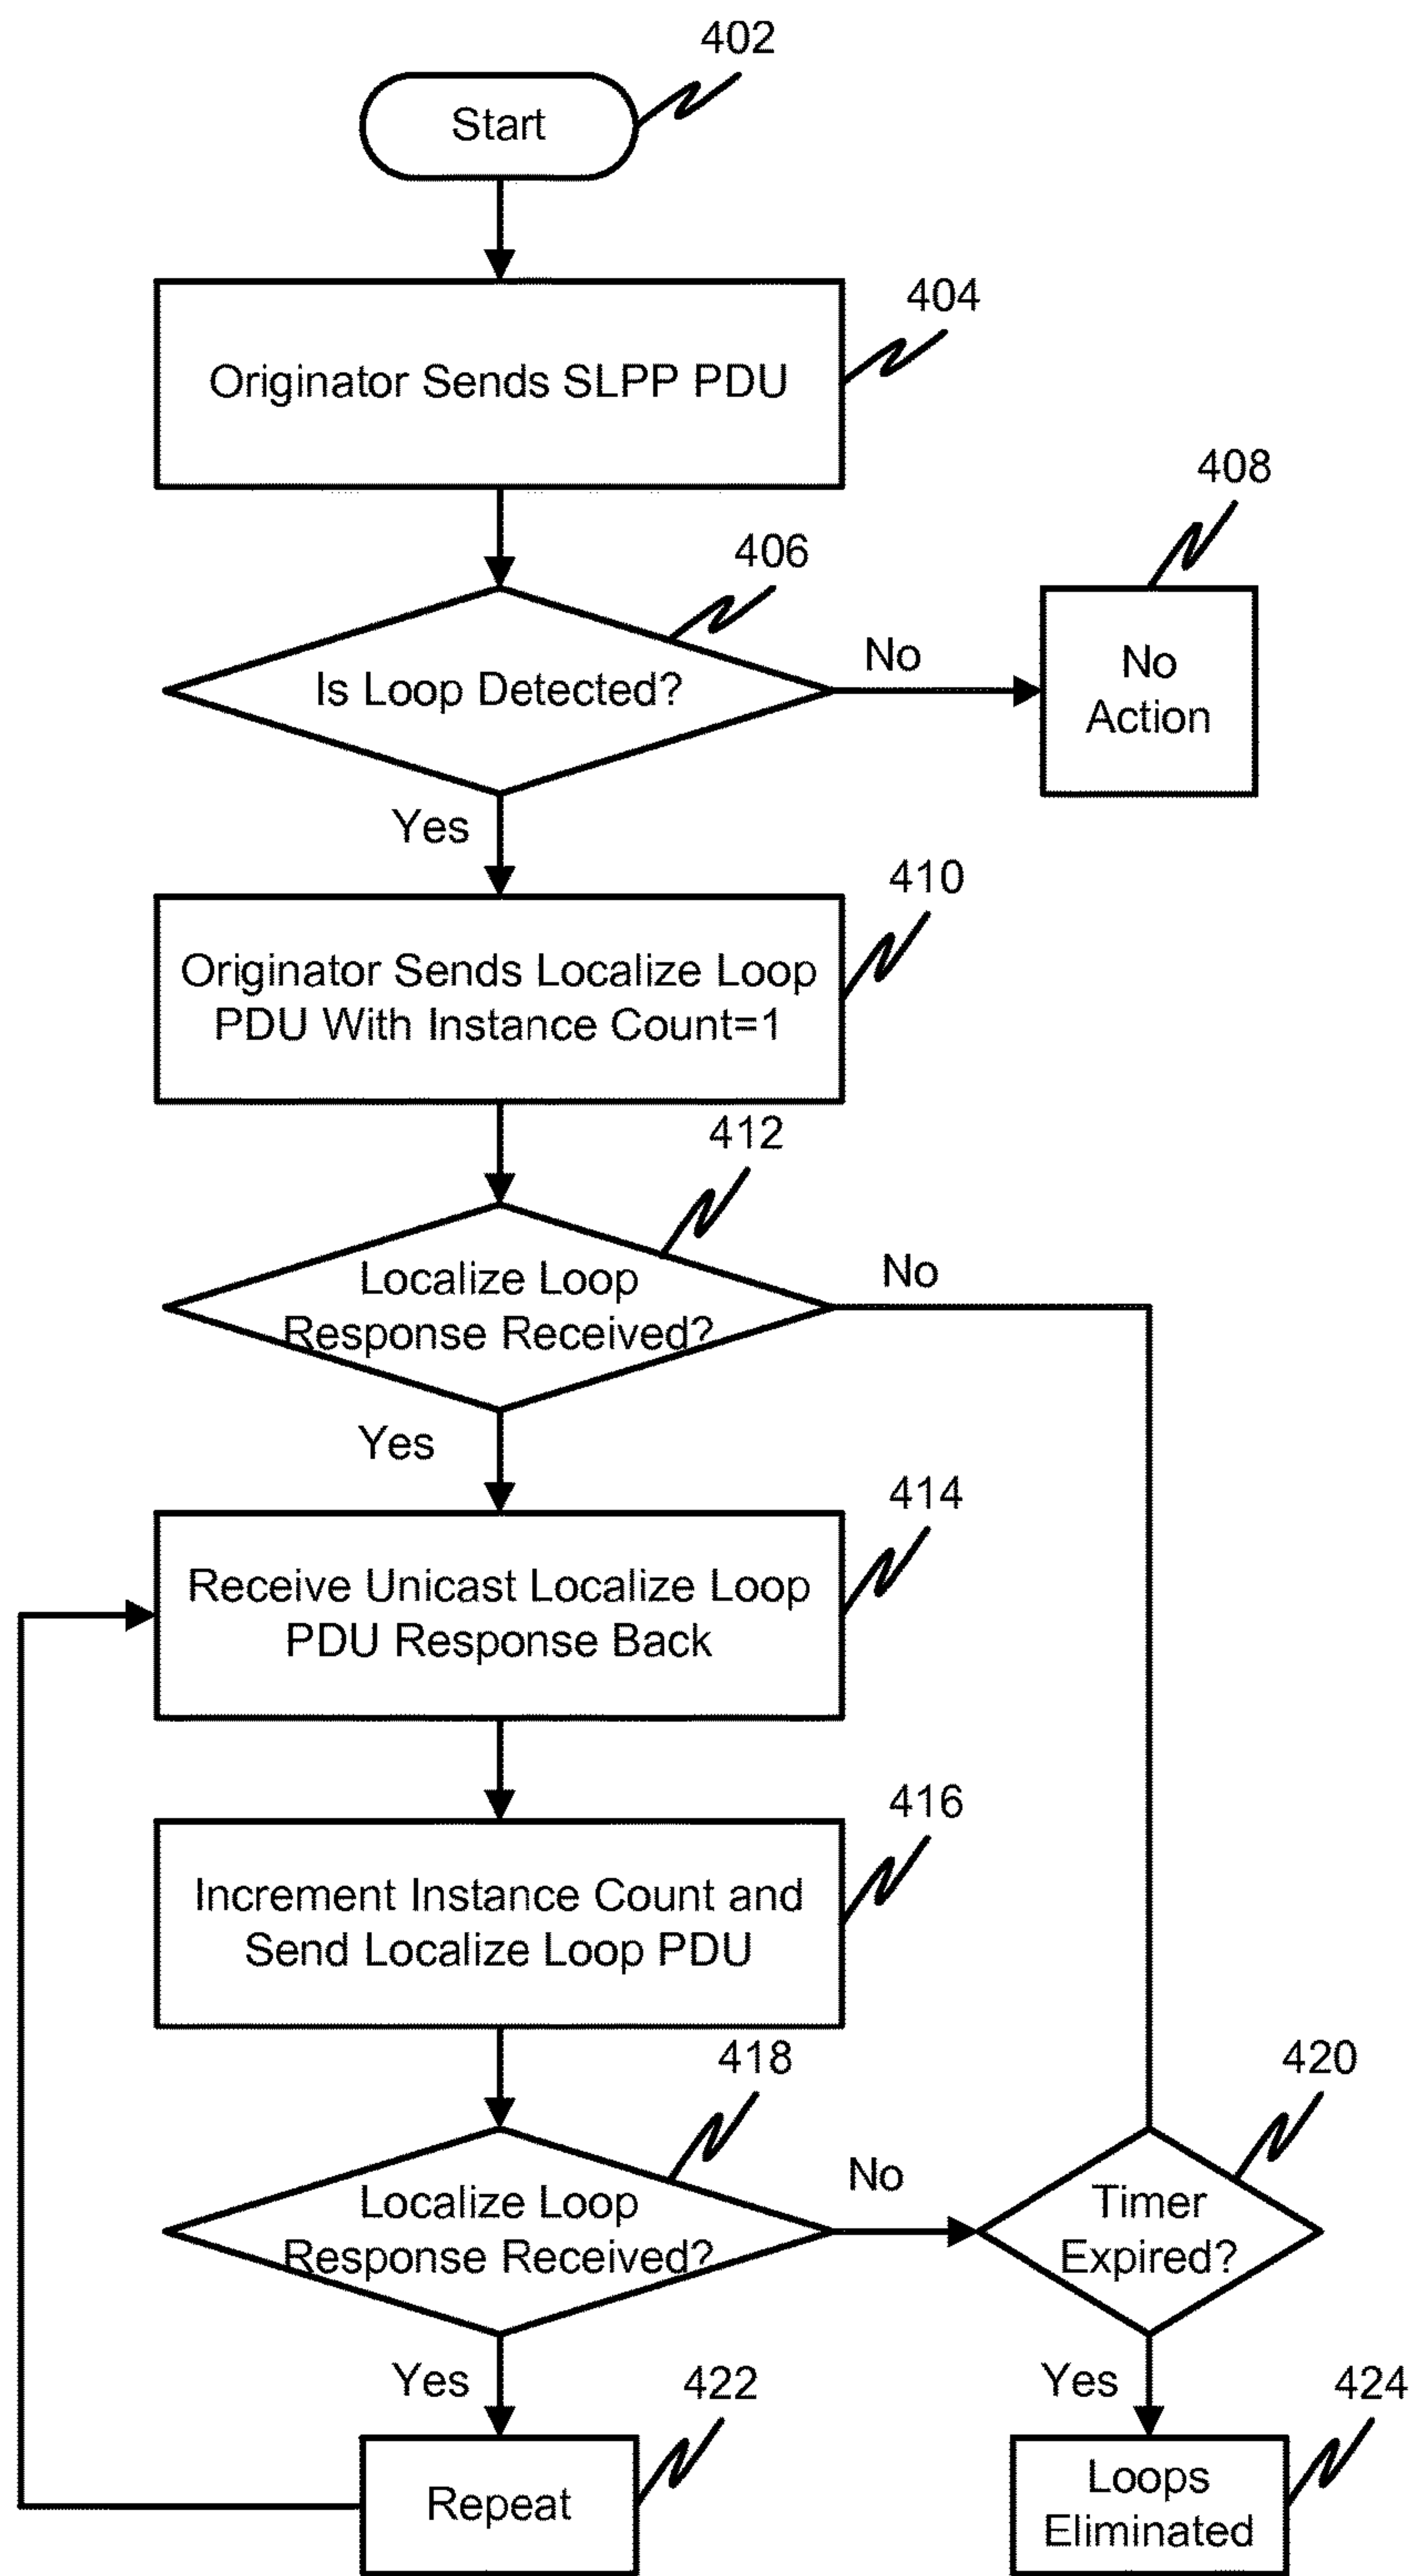 402
Start
404
Originator Sends SLPP PDU
408
406
No
Is Loop Detected?
No
Action
Yes
410
Originator Sends Localize Loop
PDU With Instance Count=1
412
No
Localize Loop
Response Received?
Yes
414
Receive Unicast Localize Loop
PDU Response Back
416
Increment Instance Count and
Send Localize Loop PDU
418
420
No
Localize Loop
Response Received?
Timer
Expired?
Yes
422
Yes
424
Repeat
Loops
Eliminated